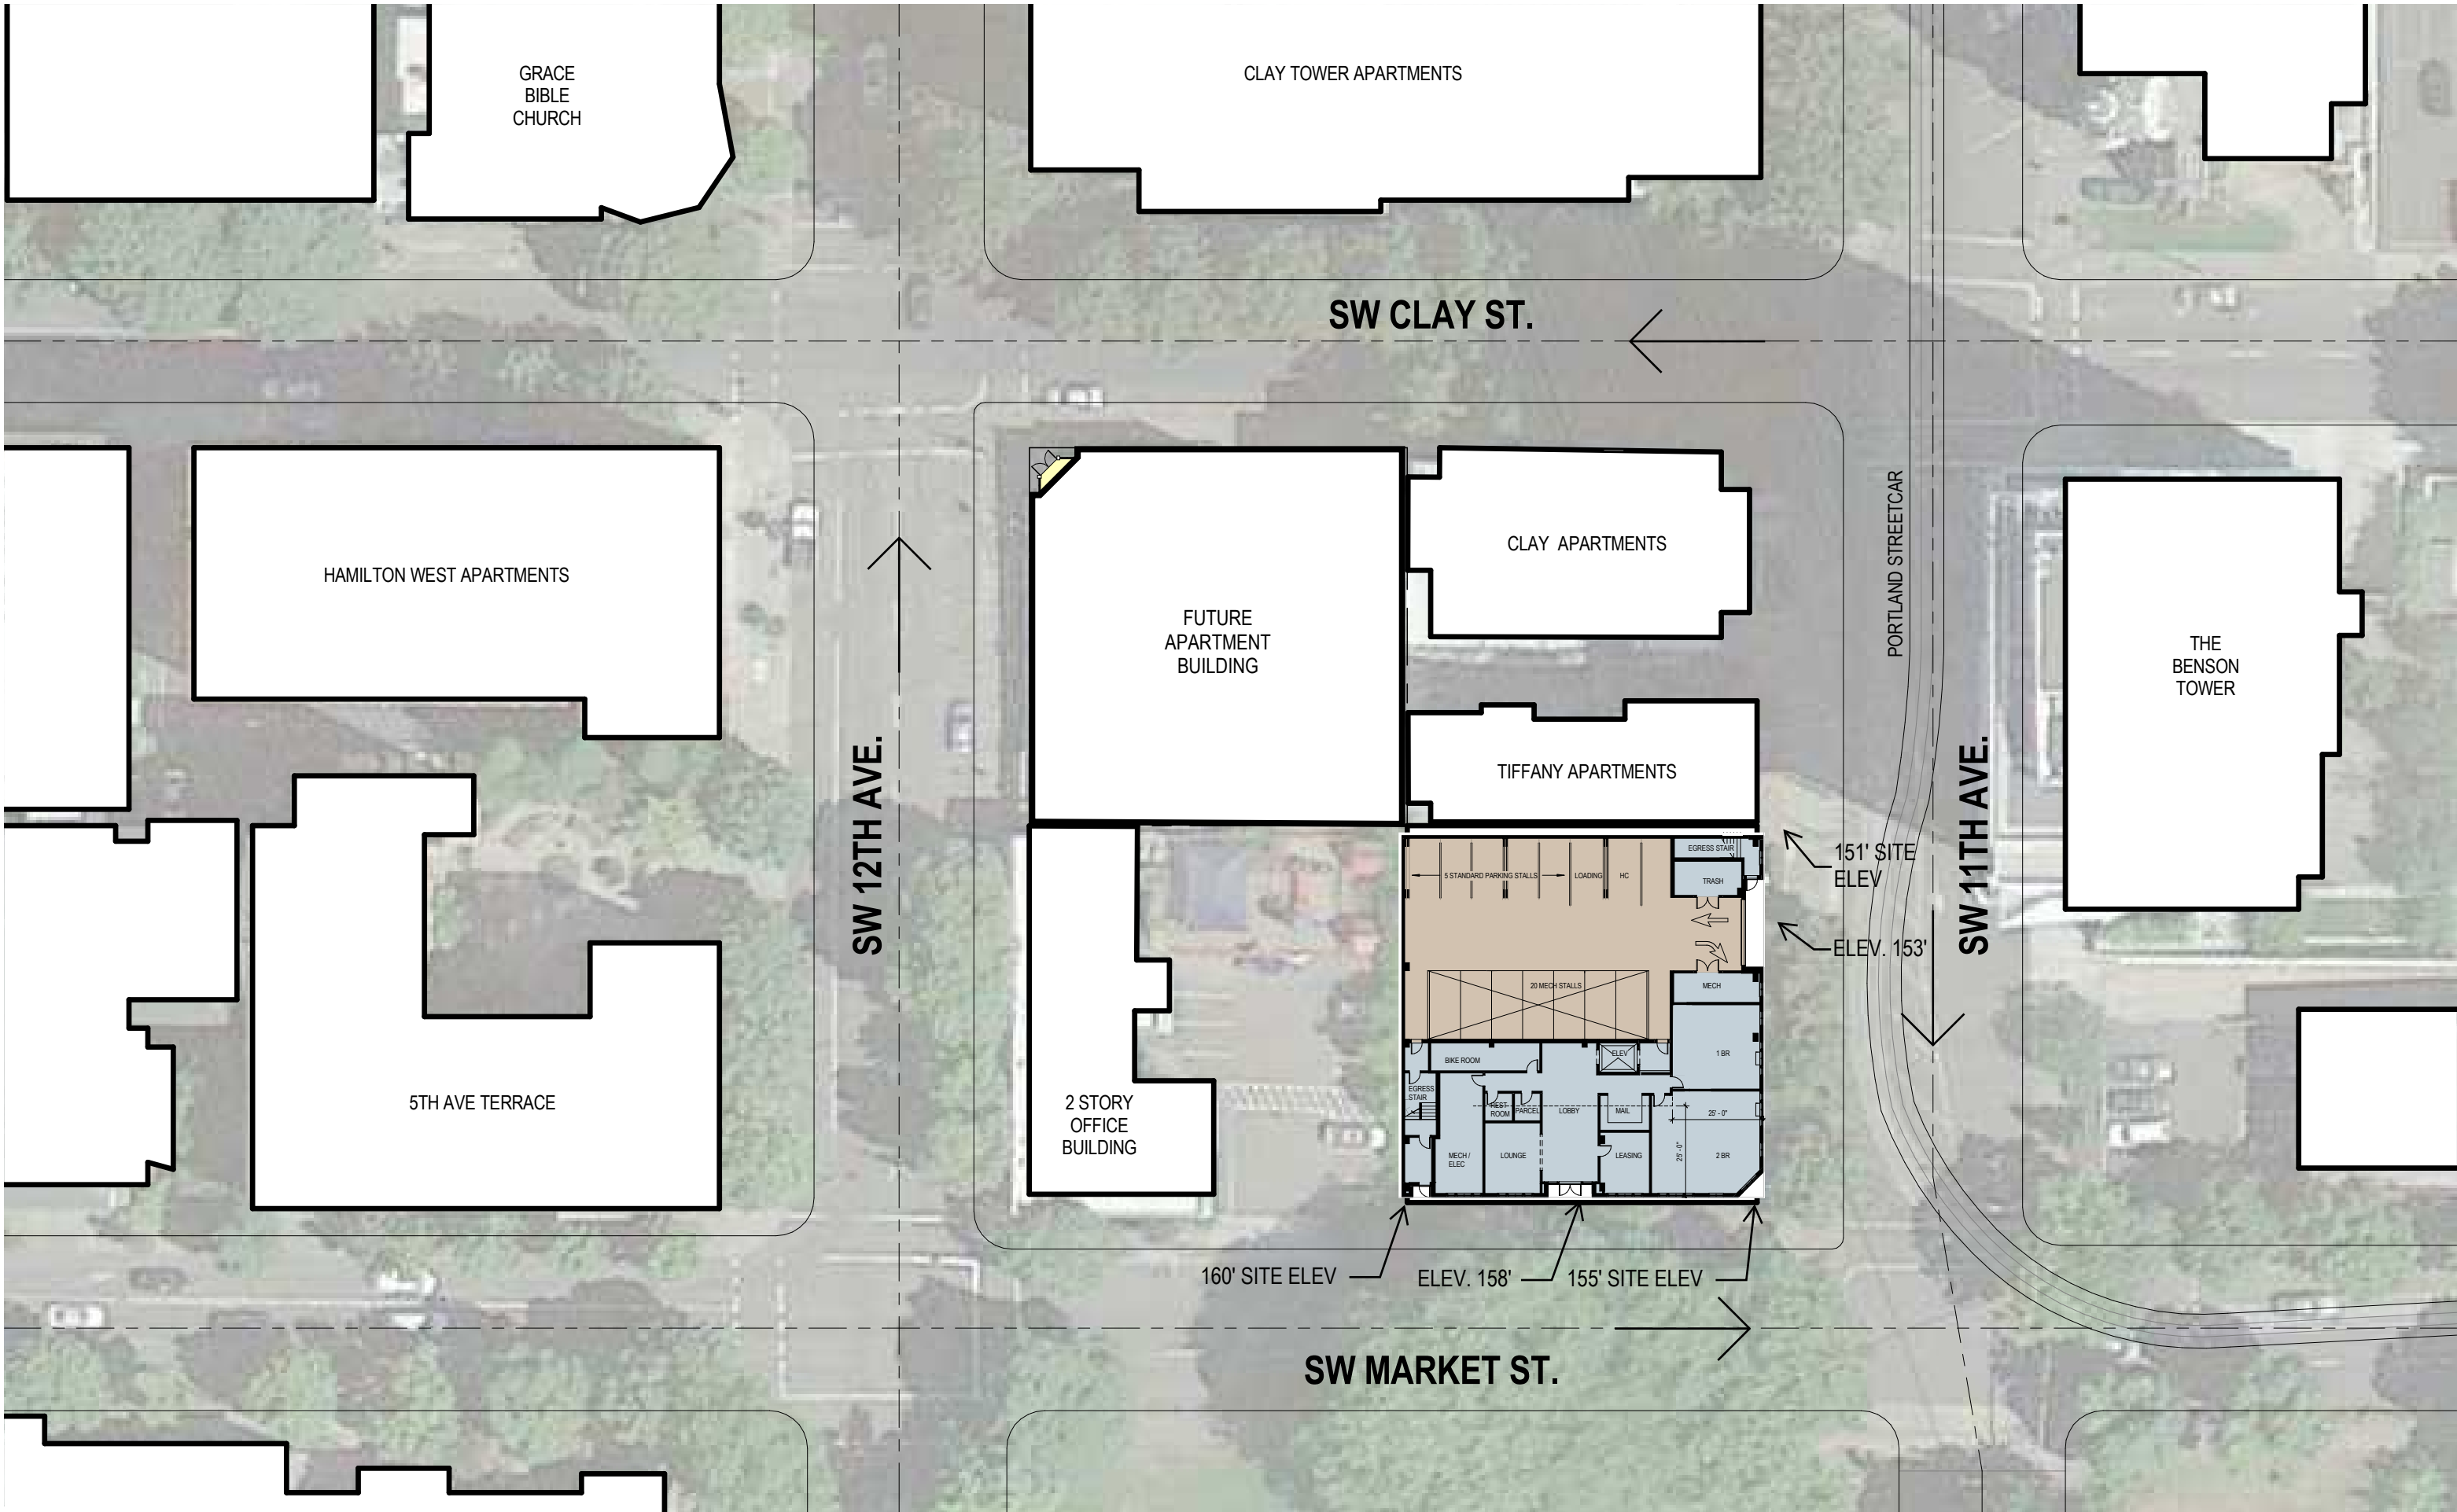 GRACE
BIBLE
CHURCH
CLAY TOWER APARTMENTS
SW CLAY ST.
HAMILTON WEST APARTMENTS
FUTURE
APARTMENT
BUILDING
CLAY APARTMENTS
PORTLAND STREETCAR
THE
BENSON
TOWER
TIFFANY APARTMENTS
SW 12TH AVE.
SW 11TH AVE.
151' SITE
ELEV
ELEV. 153'
EGRESS STAIR
5 STANDARD PARKING STALLS
LOADING
HC
TRASH
20 MECH STALLS
MECH
1 BR
BIKE ROOM
ELEV
EGRESS
STAIR
REST
ROOM
PARCEL
LOBBY
MAIL
25' - 0"
25' - 0"
MECH /
ELEC
LOUNGE
LEASING
2 BR
5TH AVE TERRACE
2 STORY
OFFICE
BUILDING
160' SITE ELEV
ELEV. 158'
155' SITE ELEV
SW MARKET ST.